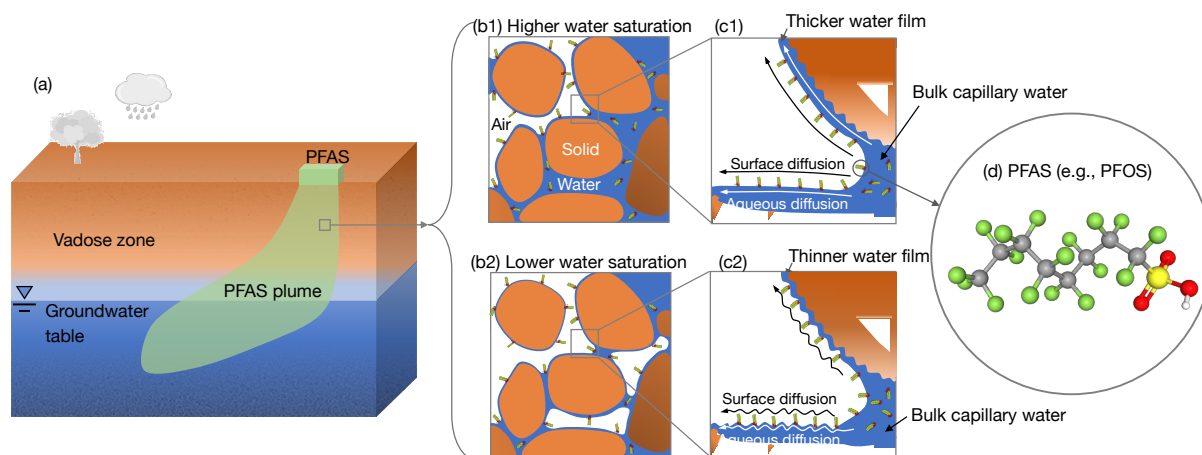 (a)
PFAS
Vadose zone
PFAS plume
Groundwater
table
(b1) Higher water saturation
Air
Solid
Water
(c1)
Thicker water film
Bulk capillary water
Surface diffusion
Aqueous diffusion
(b2) Lower water saturation
(c2)
Thinner water film
Surface diffusion
Aqueous diffusion
Bulk capillary water
(d) PFAS (e.g., PFOS)